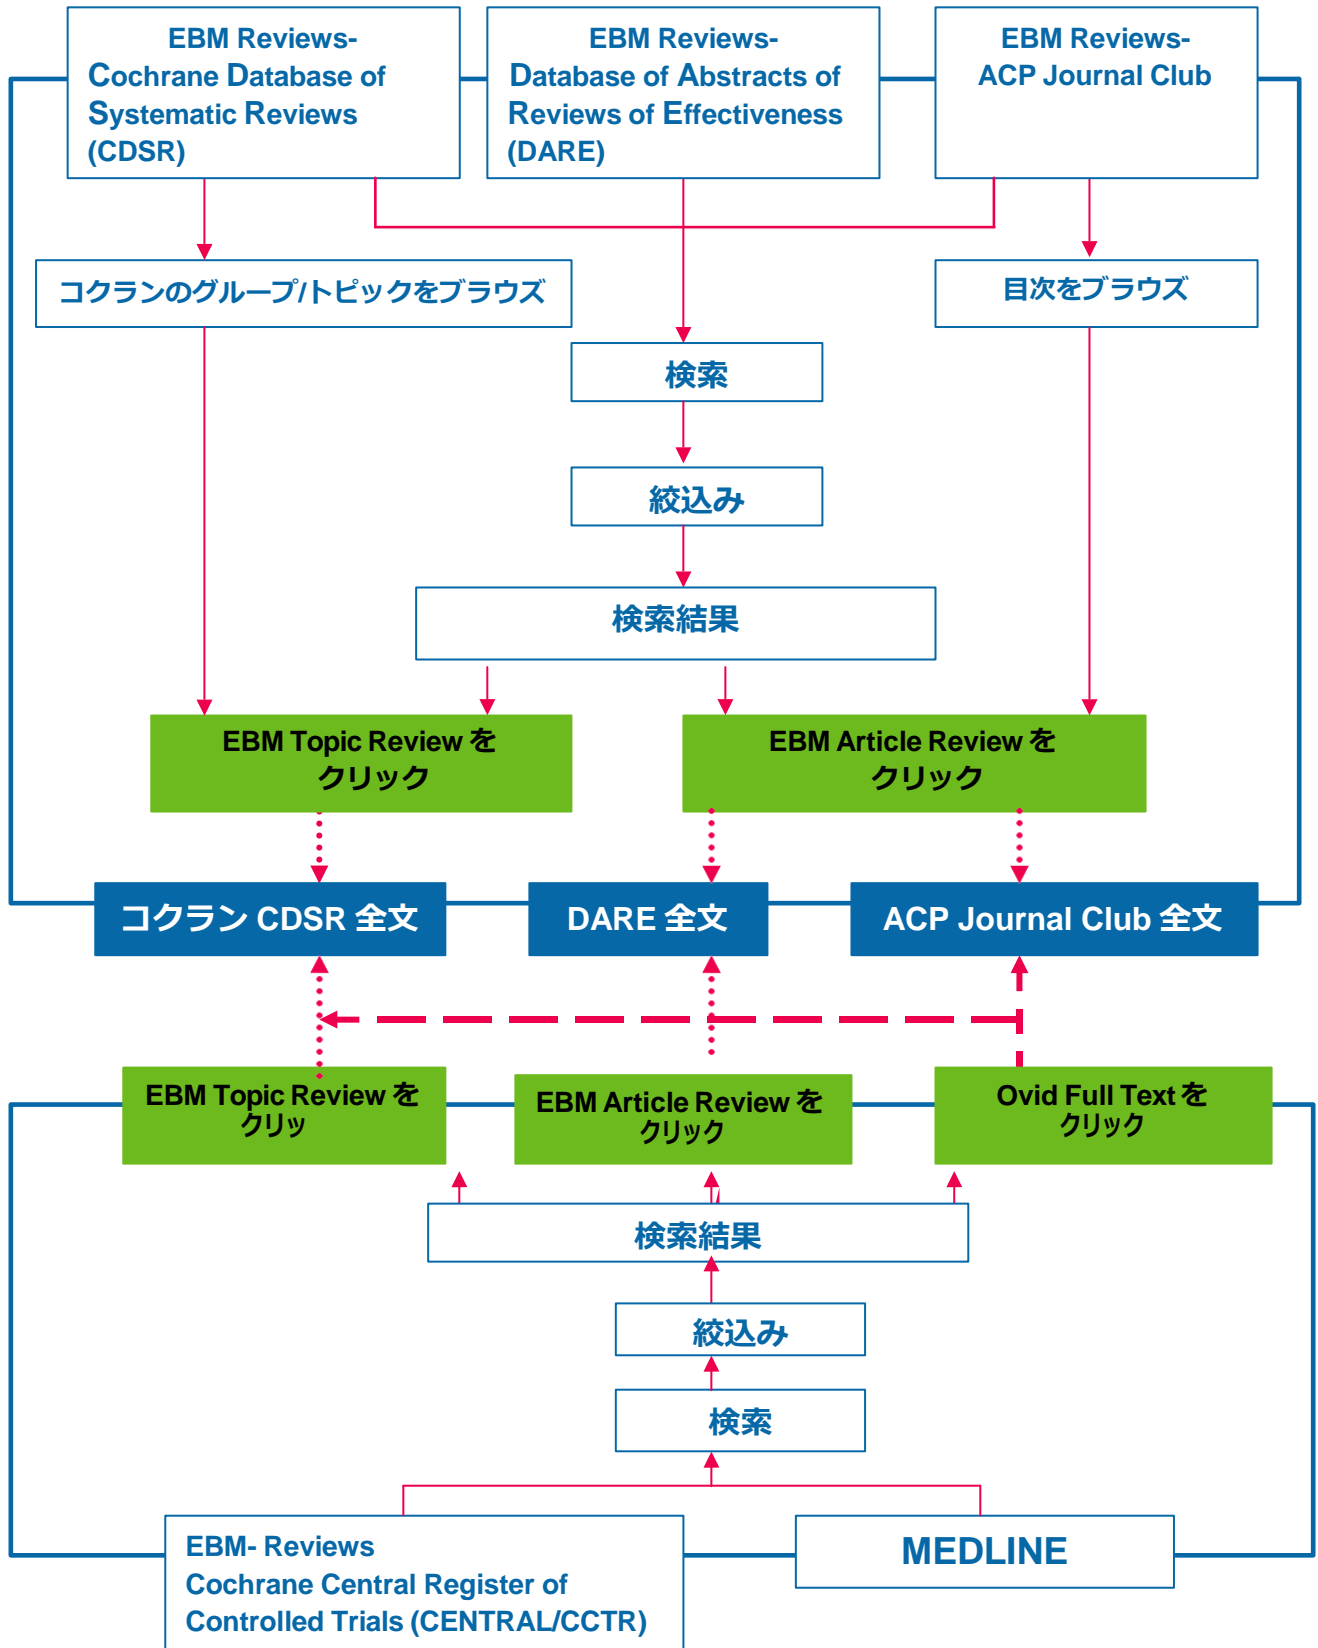 EBM Reviews-
Cochrane Database of
Systematic Reviews
(CDSR)
EBM Reviews-
Database of Abstracts of
Reviews of Effectiveness
(DARE)
EBM Reviews-
ACP Journal Club
コクランのグループ/トピックをブラウズ
目次をブラウズ
検索
絞込み
検索結果
EBM Topic Review を
クリック
EBM Article Review を
クリック
コクラン CDSR 全文
DARE 全文
ACP Journal Club 全文
EBM Topic Review を
クリッ
EBM Article Review を
クリック
Ovid Full Text を
クリック
検索結果
絞込み
検索
EBM- Reviews
Cochrane Central Register of
Controlled Trials (CENTRAL/CCTR)
MEDLINE